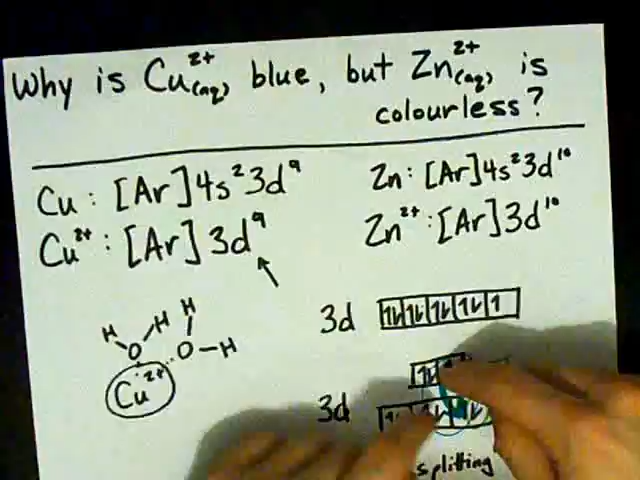 Why is Cu²⁺(aq) blue, but Zn²⁺(aq) is
colourless?
Cu : [Ar] 4s² 3d⁹
Zn : [Ar] 4s² 3d¹⁰
Cu²⁺ : [Ar] 3d⁹
Zn²⁺ : [Ar] 3d¹⁰
H H H
O O H
Cu²⁺
3d
3d
splitting